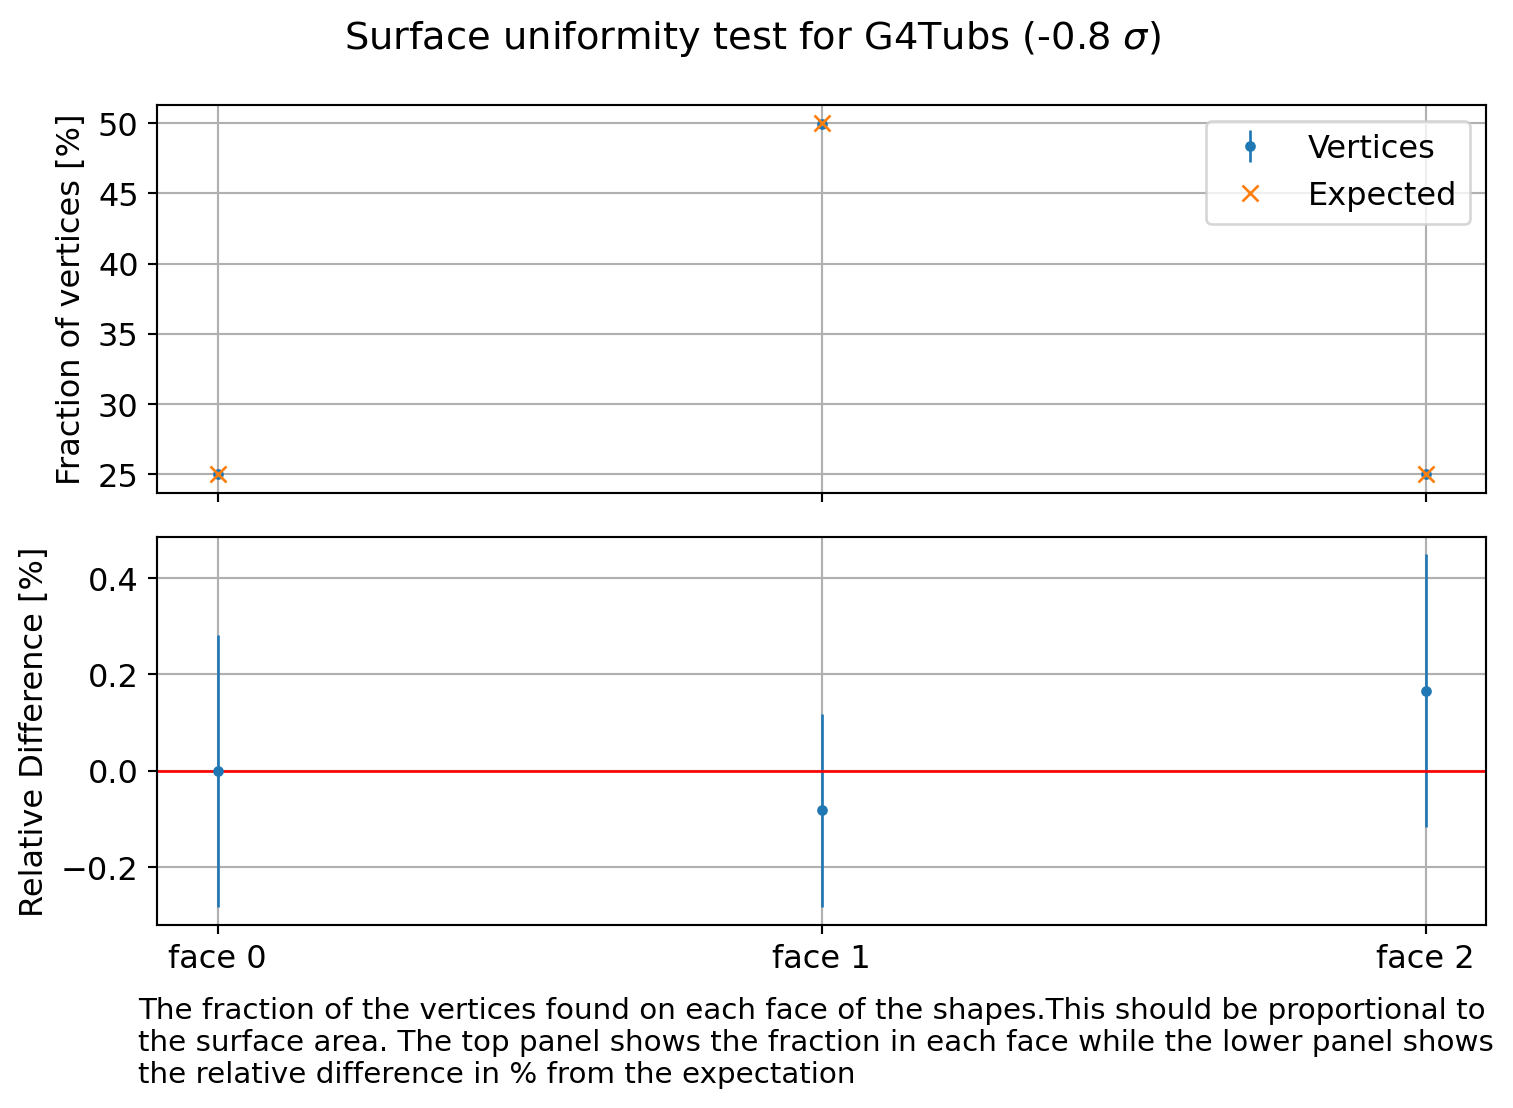 Surface uniformity test for G4Tubs (-0.8 σ)
Fraction of vertices [%]
50
45
40
35
30
25
Vertices
Expected
Relative Difference [%]
0.4
0.2
0.0
−0.2
face 0
face 1
face 2
The fraction of the vertices found on each face of the shapes.This should be proportional to
the surface area. The top panel shows the fraction in each face while the lower panel shows
the relative difference in % from the expectation